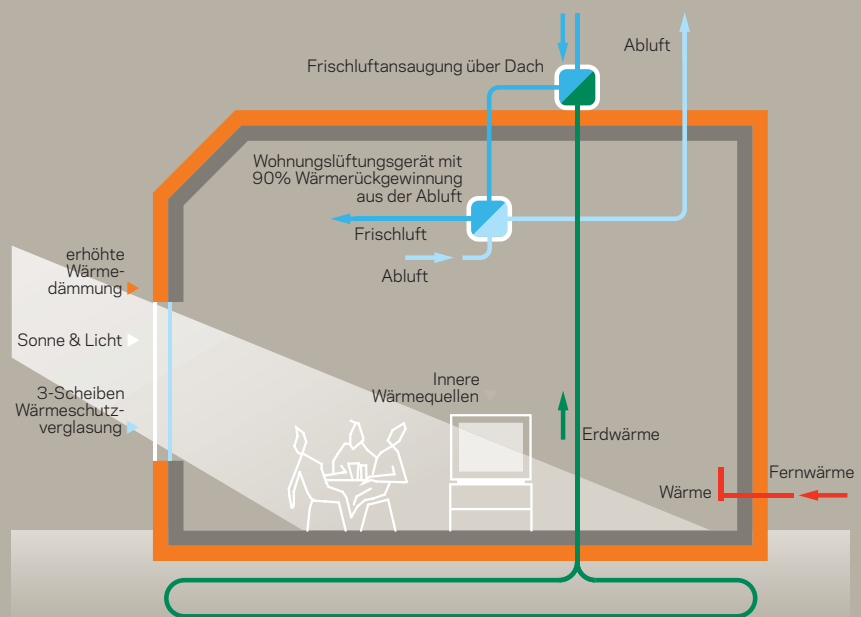 Abluft
Frischluftansaugung über Dach
Wohnungslüftungsgerät mit
90% Wärmerückgewinnung
aus der Abluft
Frischluft
Abluft
erhöhte
Wärme-
dämmung
Sonne & Licht
3-Scheiben
Wärmeschutz-
verglasung
Innere
Wärmequellen
Erdwärme
Fernwärme
Wärme